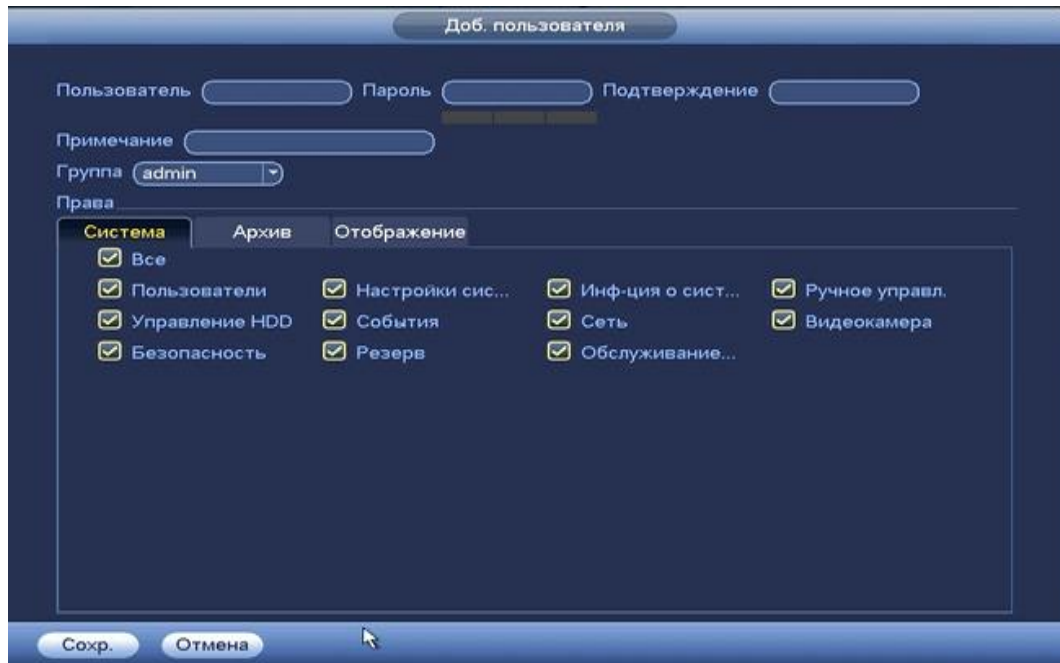 Доб. пользователя
Пользователь Пароль Подтверждение
Примечание
Группа admin
Права
Система Архив Отображение
Все
Пользователи Настройки сис... Инф-ция о сист... Ручное управл.
Управление HDD События Сеть Видеокамера
Безопасность Резерв Обслуживание...
Сохр. Отмена